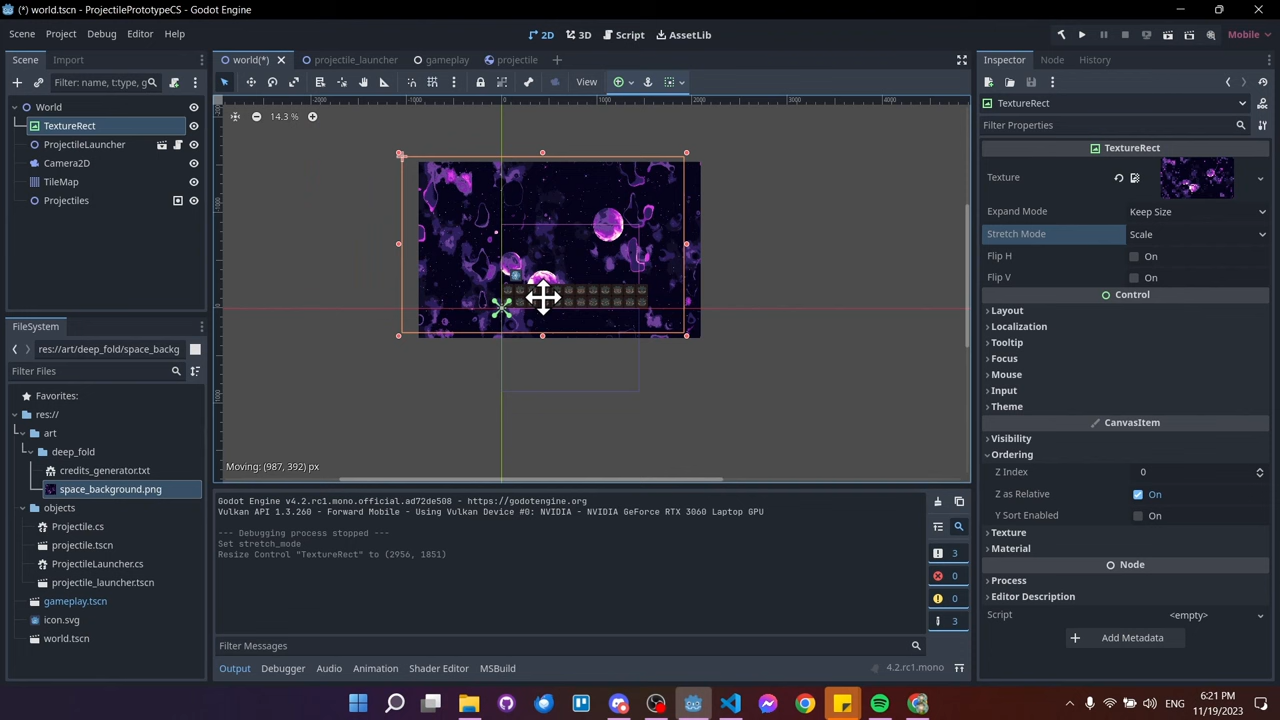 (*) world.tscn - ProjectilePrototypeCS - Godot Engine
Scene Project Debug Editor Help
2D 3D Script AssetLib
Mobile
Scene Import
Filter: name, t:type, g
World
TextureRect
ProjectileLauncher
Camera2D
TileMap
Projectiles
FileSystem
res://art/deep_fold/space_backg
Filter Files
Favorites:
res://
art
deep_fold
credits_generator.txt
space_background.png
objects
Projectile.cs
projectile.tscn
ProjectileLauncher.cs
projectile_launcher.tscn
gameplay.tscn
icon.svg
world.tscn
world(*) projectile_launcher gameplay projectile
View
14.3 %
Moving: (987, 392) px
Godot Engine v4.2.rc1.mono.official.ad72de508 - https://godotengine.org
Vulkan API 1.3.260 - Forward Mobile - Using Vulkan Device #0: NVIDIA - NVIDIA GeForce RTX 3060 Laptop GPU
--- Debugging process stopped ---
Set stretch_mode
Resize Control "TextureRect" to (2956, 1851)
3
0
0
3
Filter Messages
Output Debugger Audio Animation Shader Editor MSBuild
4.2.rc1.mono
Inspector Node History
TextureRect
Filter Properties
TextureRect
Texture
Expand Mode Keep Size
Stretch Mode Scale
Flip H On
Flip V On
Control
Layout
Localization
Tooltip
Focus
Mouse
Input
Theme
CanvasItem
Visibility
Ordering
Z Index 0
Z as Relative On
Y Sort Enabled On
Texture
Material
Node
Process
Editor Description
Script <empty>
Add Metadata
6:21 PM
11/19/2023